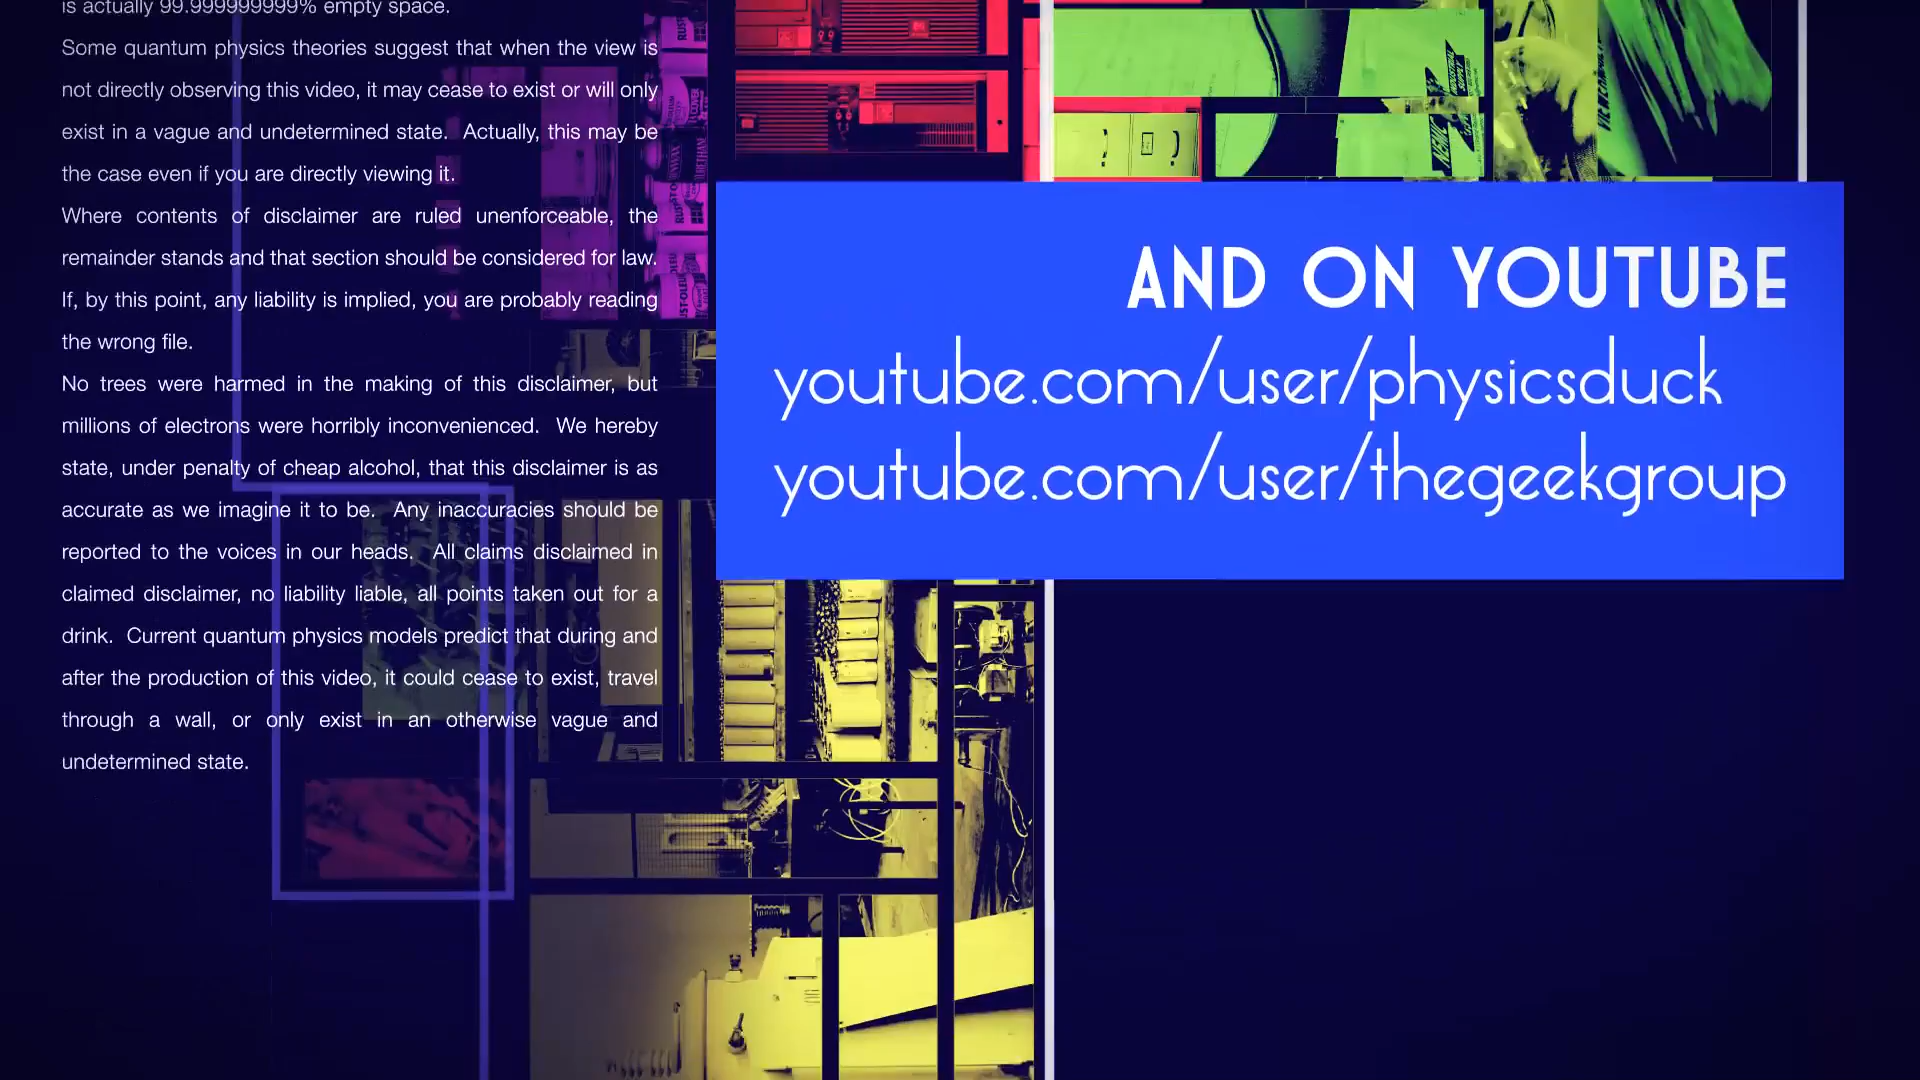 is actually 99.999999999% empty space.
Some quantum physics theories suggest that when the view is
not directly observing this video, it may cease to exist or will only
exist in a vague and undetermined state.  Actually, this may be
the case even if you are directly viewing it.
Where contents of disclaimer are ruled unenforceable, the
remainder stands and that section should be considered for law.
If, by this point, any liability is implied, you are probably reading
the wrong file.
No trees were harmed in the making of this disclaimer, but
millions of electrons were horribly inconvenienced.  We hereby
state, under penalty of cheap alcohol, that this disclaimer is as
accurate as we imagine it to be.  Any inaccuracies should be
reported to the voices in our heads.  All claims disclaimed in
claimed disclaimer, no liability liable, all points taken out for a
drink.  Current quantum physics models predict that during and
after the production of this video, it could cease to exist, travel
through a wall, or only exist in an otherwise vague and
undetermined state.
AND ON YOUTUBE
youtube.com/user/physicsduck
youtube.com/user/thegeekgroup